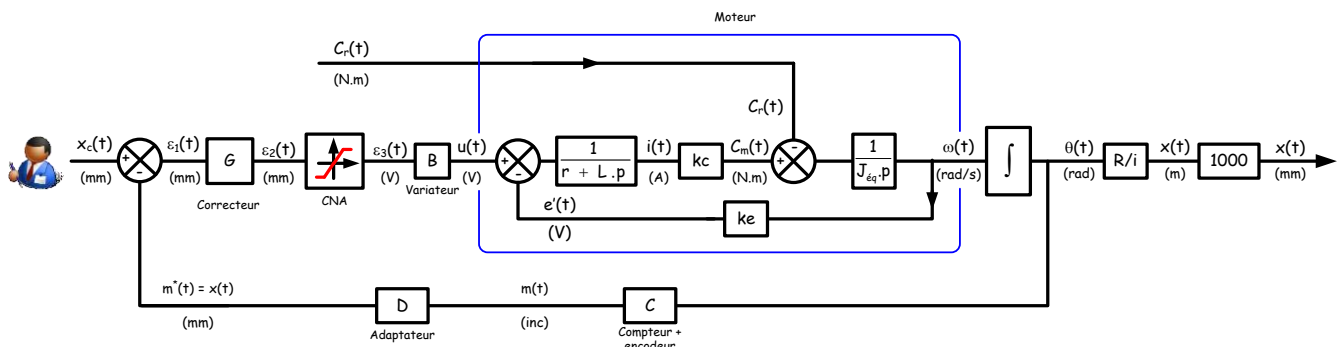 Moteur
Cr(t)
(N.m)
Cr(t)
xc(t)
(mm)
+
-
ε1(t)
(mm)
G
Correcteur
ε2(t)
(mm)
CNA
ε3(t)
(V)
B
Variateur
u(t)
(V)
+
-
1
r + L.p
i(t)
(A)
kc
Cm(t)
(N.m)
+
-
1
Jéq.p
ω(t)
(rad/s)
∫
θ(t)
(rad)
R/i
x(t)
(m)
1000
x(t)
(mm)
e'(t)
(V)
ke
m*(t) = x(t)
(mm)
D
Adaptateur
m(t)
(inc)
C
Compteur +
encodeur